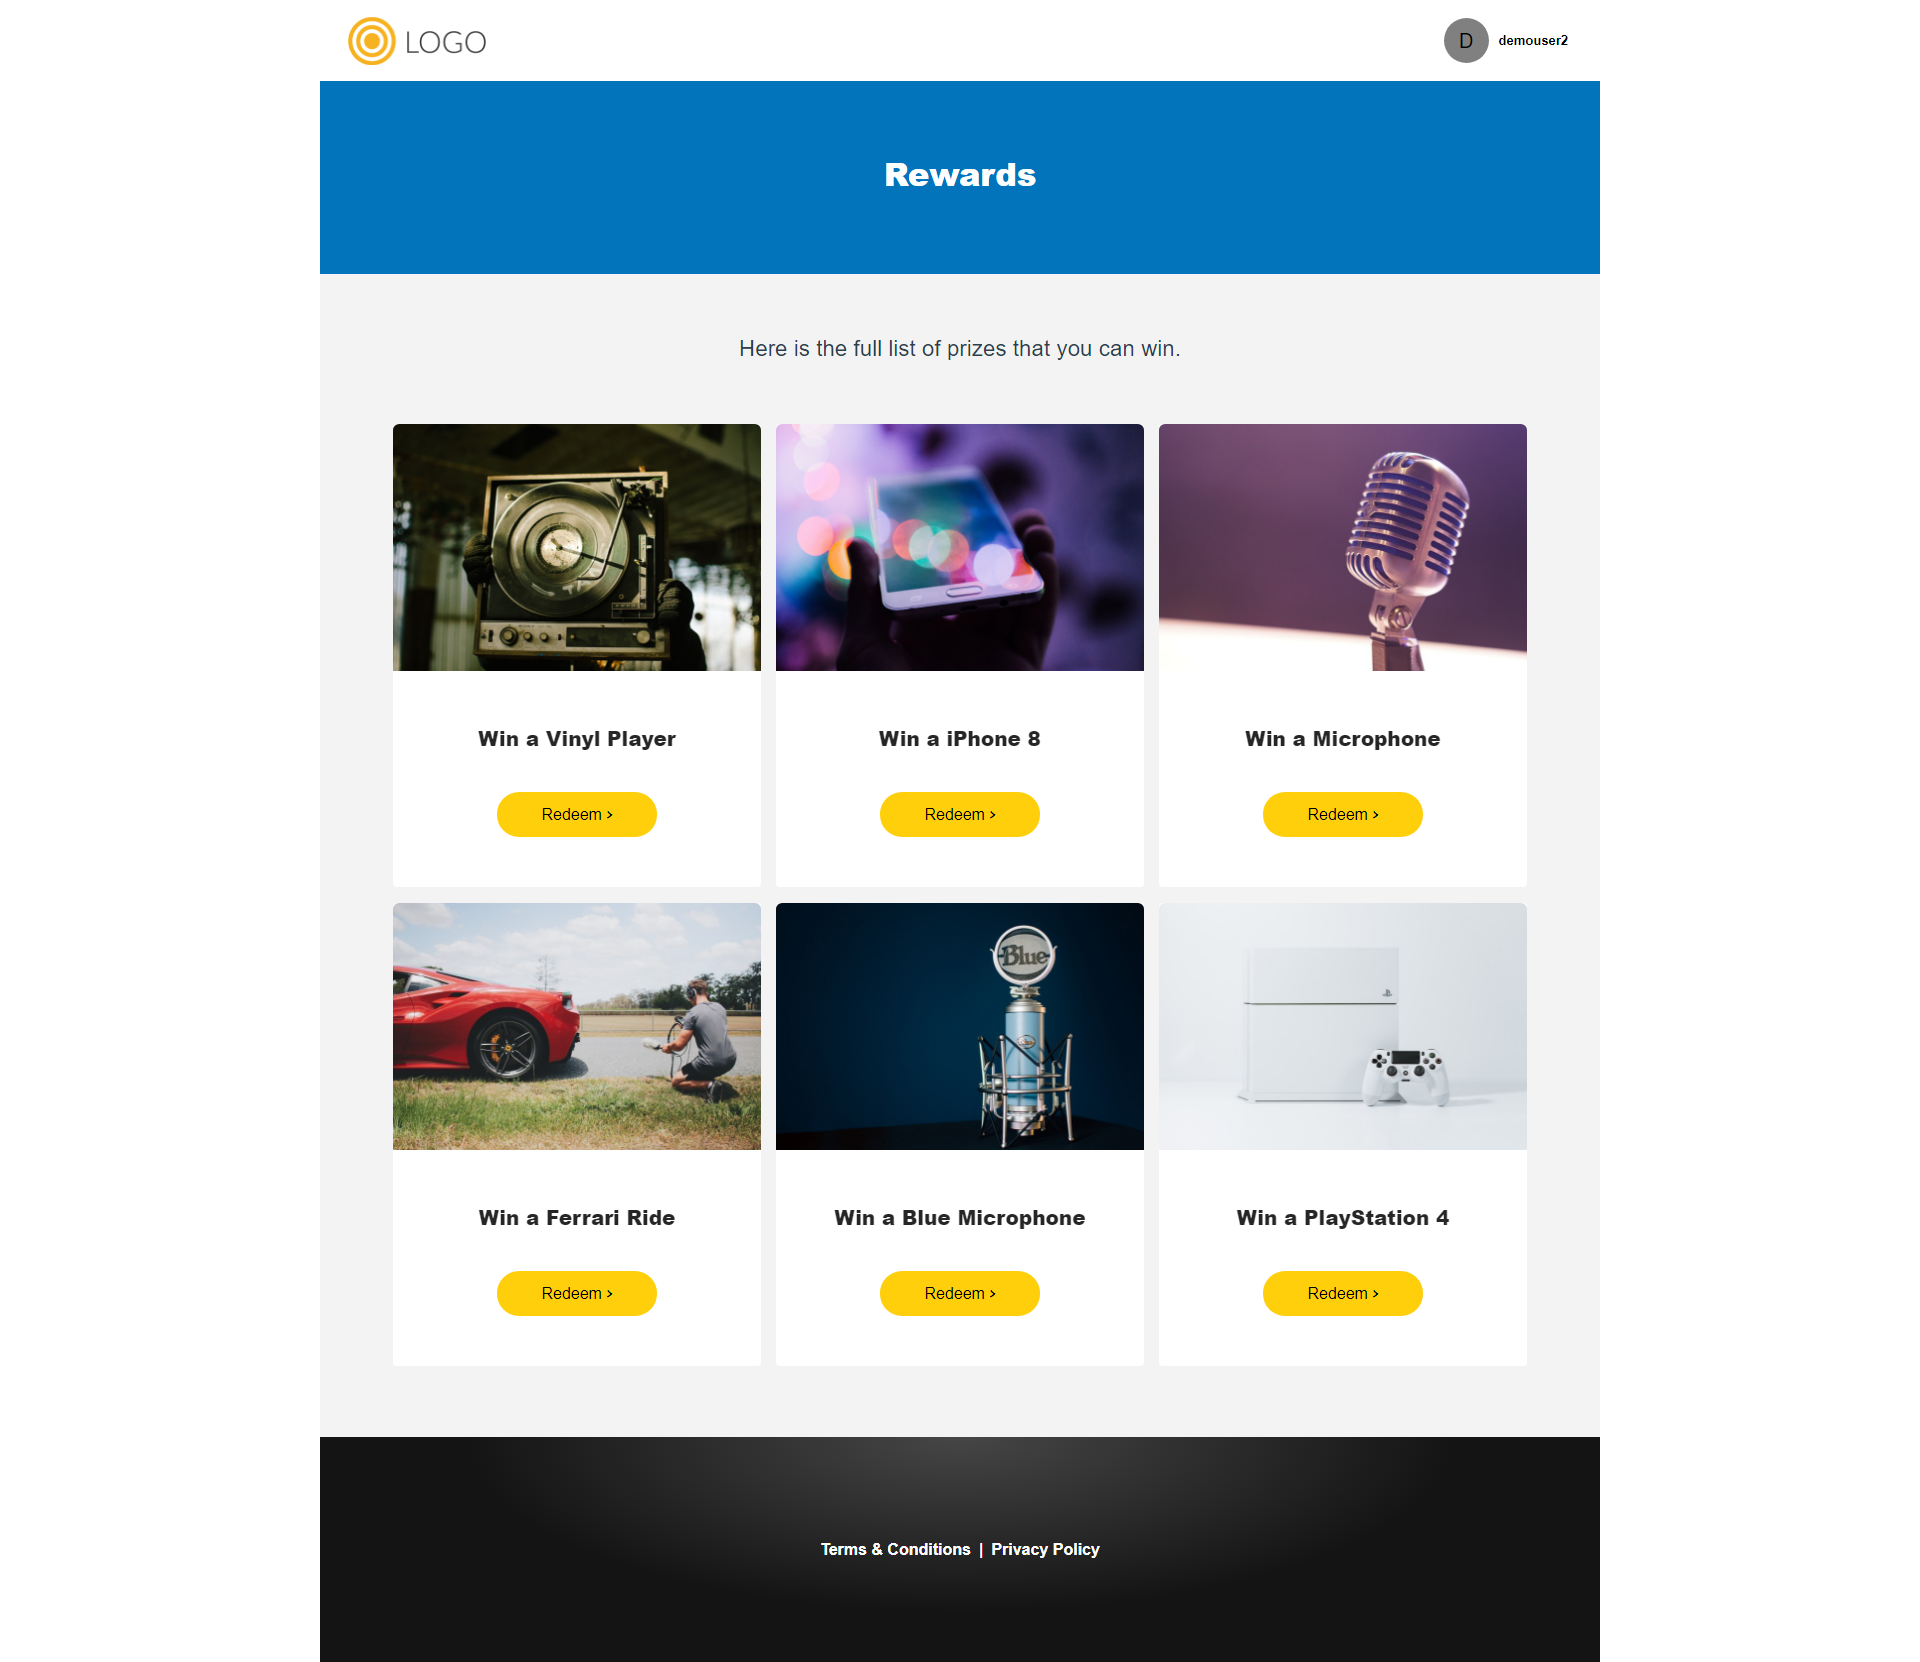 LOGO
D
demouser2
Rewards
Here is the full list of prizes that you can win.
Win a Vinyl Player
Win a iPhone 8
Win a Microphone
Redeem >
Redeem >
Redeem >
Blue
Win a Ferrari Ride
Win a Blue Microphone
Win a PlayStation 4
Redeem >
Redeem >
Redeem >
Terms & Conditions | Privacy Policy